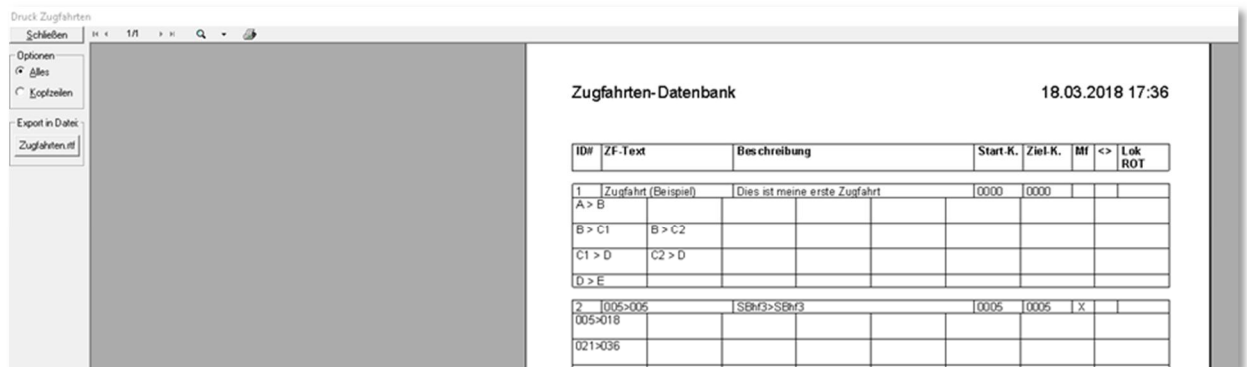 Druck Zugfahrten
Schließen 1/1
Optionen
Alles
Kopfzeilen
Export in Datei:
Zugfahrten.rtf
Zugfahrten-Datenbank 18.03.2018 17:36
ID# ZF-Text Beschreibung Start-K. Ziel-K. Mf <> Lok
ROT
1 Zugfahrt (Beispiel) Dies ist meine erste Zugfahrt 0000 0000
A > B
B > C1 B > C2
C1 > D C2 > D
D > E
2 005>005 SBhf3>SBhf3 0005 0005 X
005>018
021>036